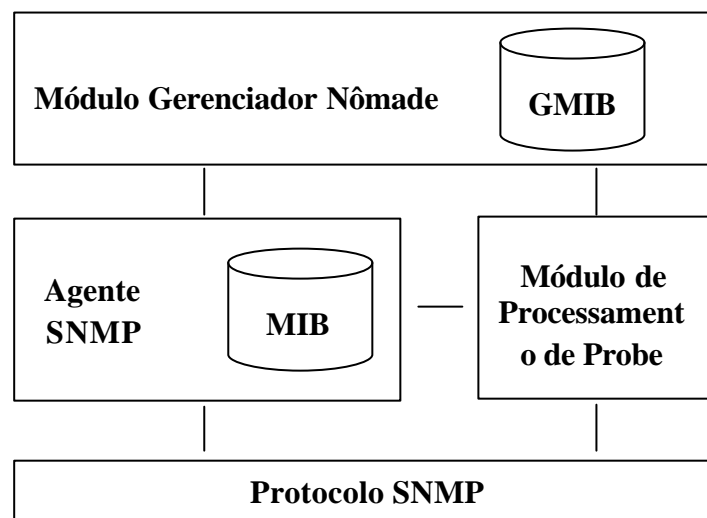 Módulo Gerenciador Nômade
GMIB
Agente
SNMP
MIB
Módulo de
Processament
o de Probe
Protocolo SNMP